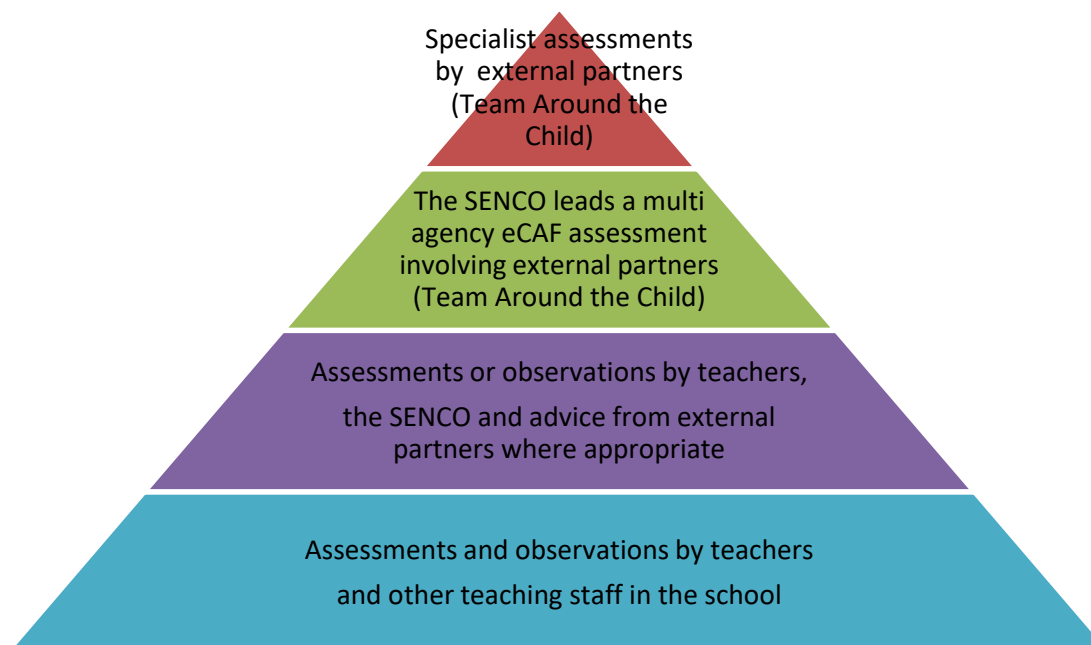 Specialist assessments
by external partners
(Team Around the
Child)
The SENCO leads a multi
agency eCAF assessment
involving external partners
(Team Around the Child)
Assessments or observations by teachers,
the SENCO and advice from external
partners where appropriate
Assessments and observations by teachers
and other teaching staff in the school